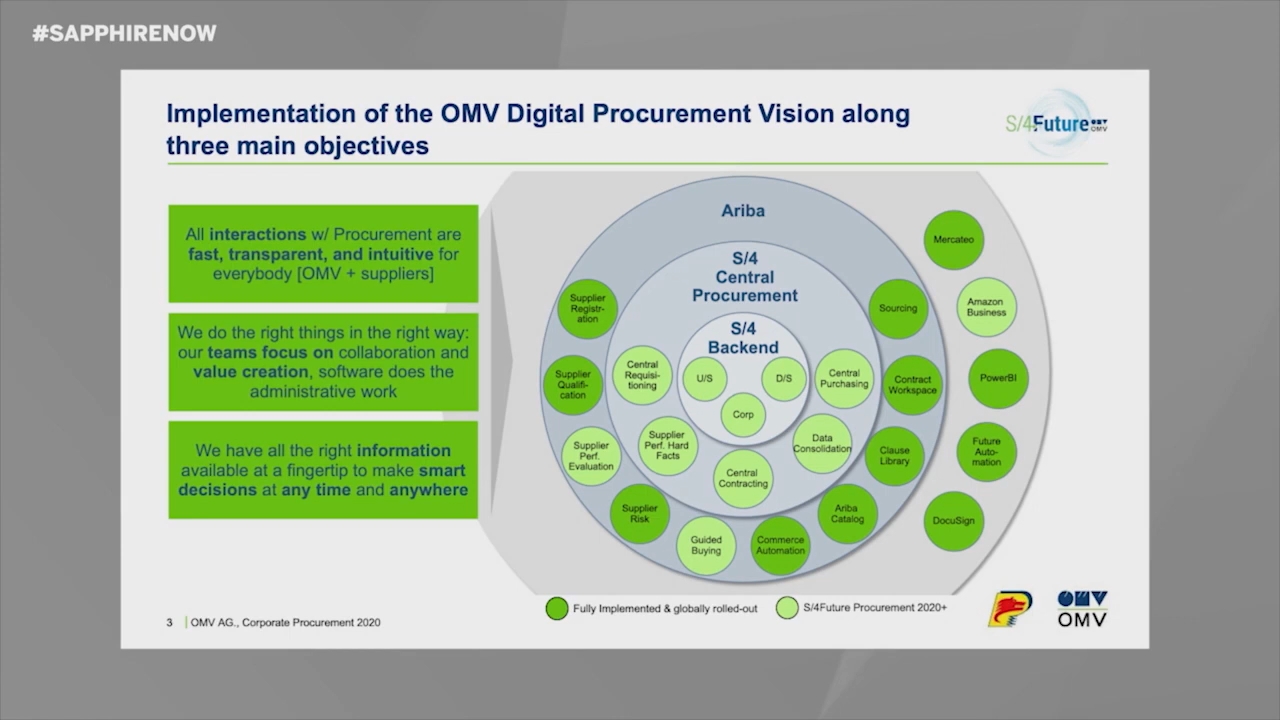 #SAPPHIRENOW
Implementation of the OMV Digital Procurement Vision along
three main objectives
S/4Future OMV
OMV
All interactions w/ Procurement are
fast, transparent, and intuitive for
everybody [OMV + suppliers]
We do the right things in the right way:
our teams focus on collaboration and
value creation, software does the
administrative work
We have all the right information
available at a fingertip to make smart
decisions at any time and anywhere
Ariba
S/4
Central
Procurement
S/4
Backend
U/S
D/S
Corp
Central
Requisi-
tioning
Supplier
Perf. Hard
Facts
Central
Contracting
Data
Consolidation
Central
Purchasing
Supplier
Registr-
ation
Supplier
Qualifi-
cation
Supplier
Perf.
Evaluation
Supplier
Risk
Guided
Buying
Commerce
Automation
Ariba
Catalog
Clause
Library
Contract
Workspace
Sourcing
Mercateo
Amazon
Business
PowerBI
Future
Auto-
mation
DocuSign
Fully Implemented & globally rolled-out
S/4Future Procurement 2020+
3 OMV AG., Corporate Procurement 2020
OMV
OMV